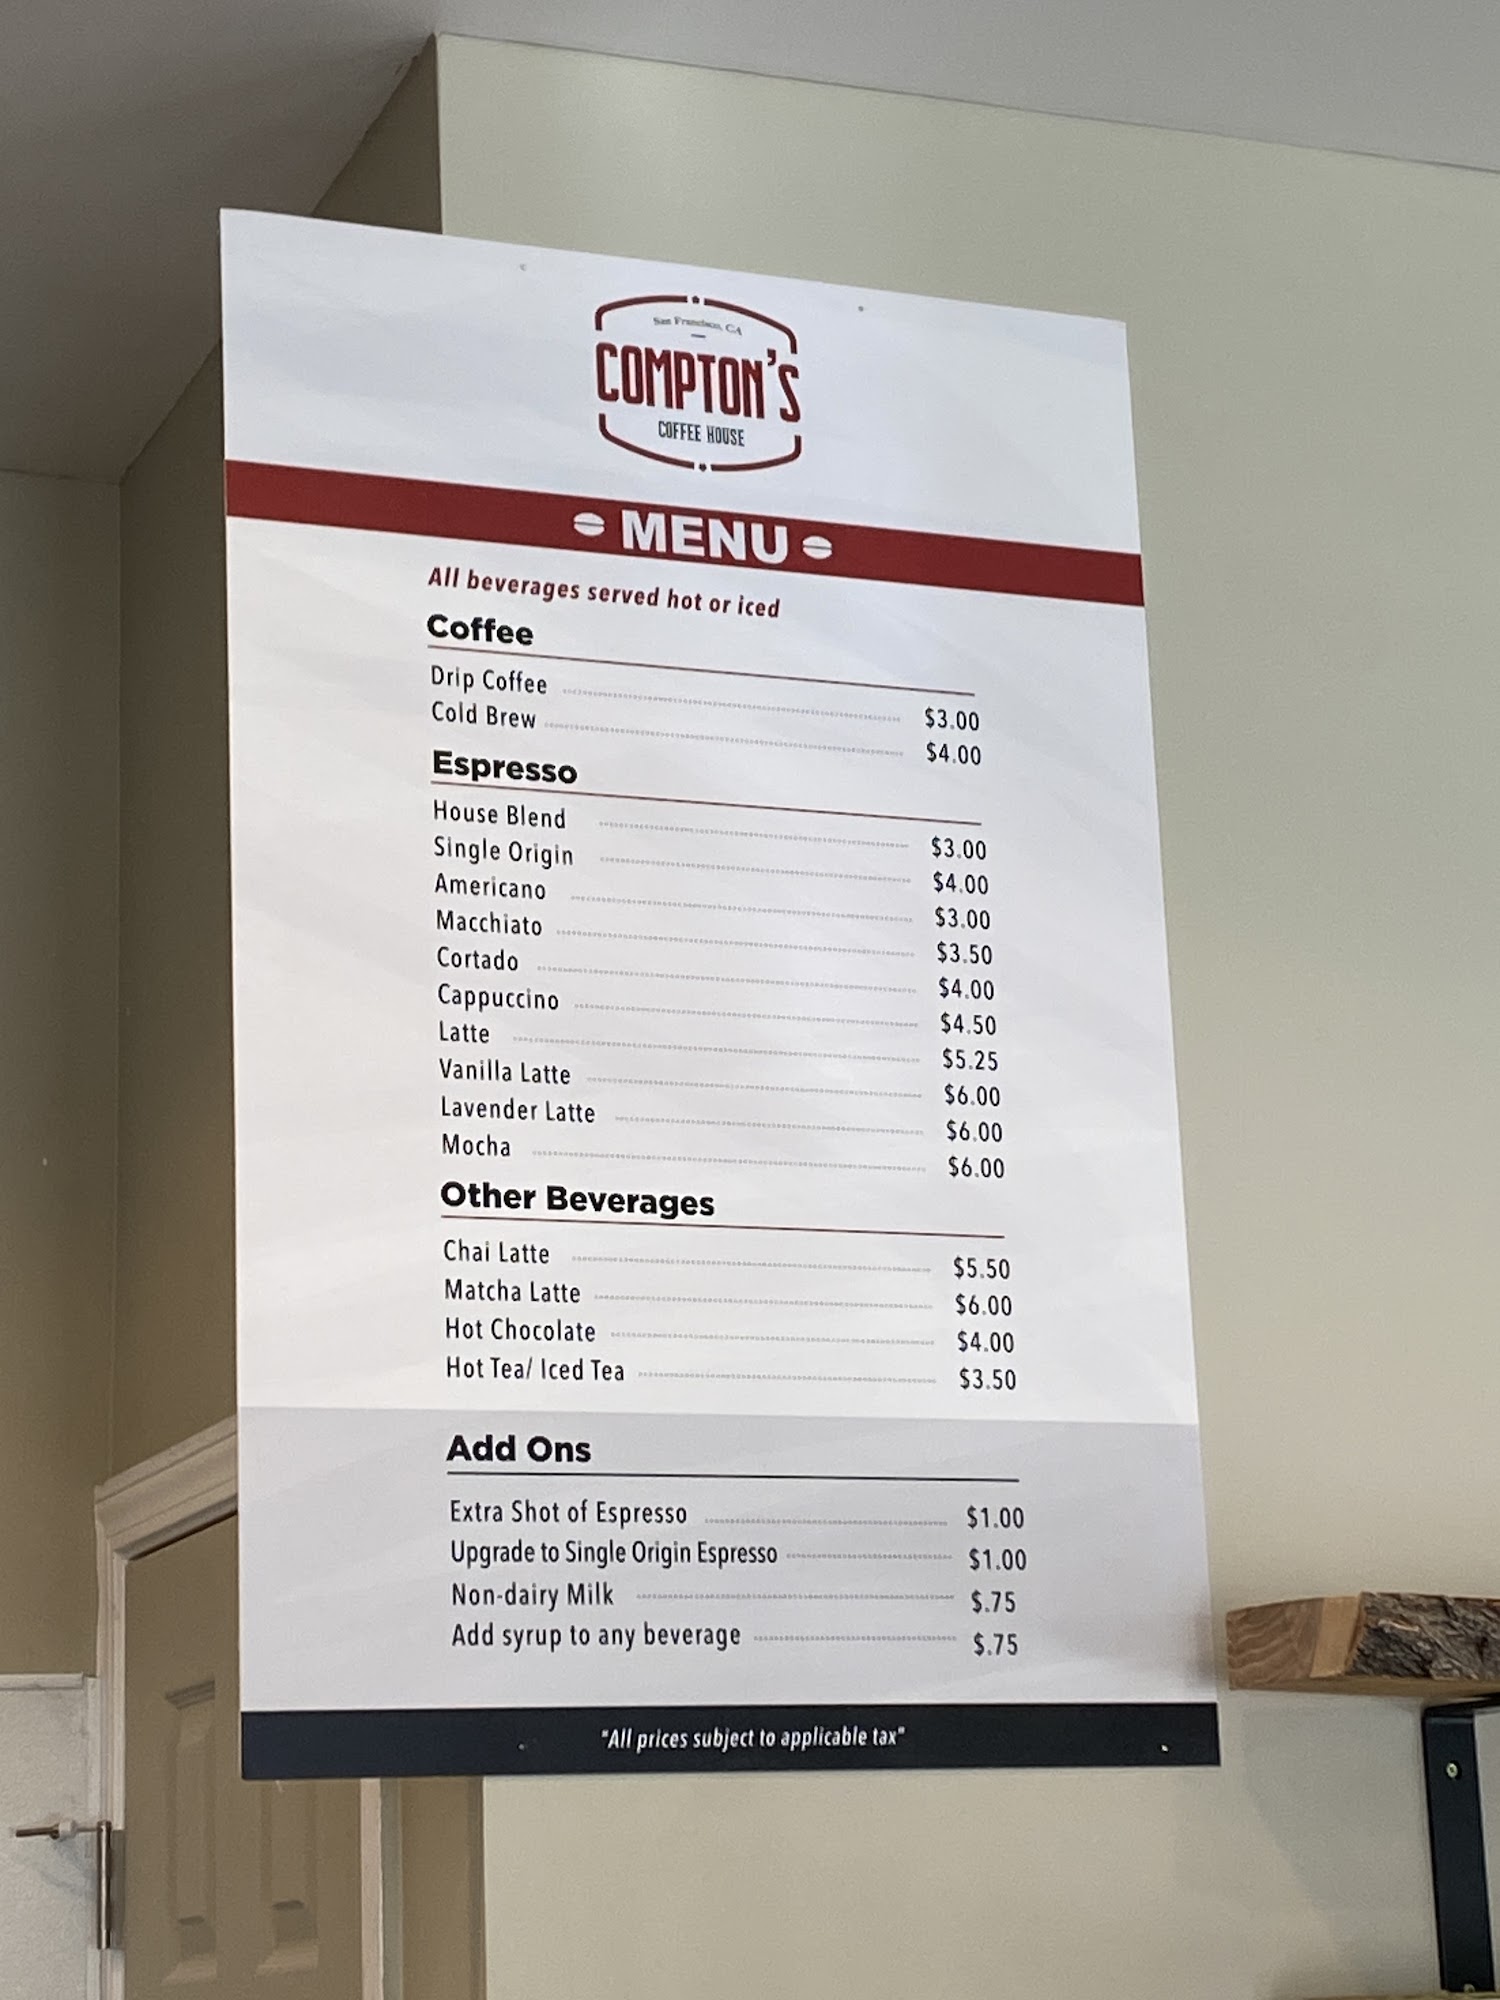 San Francisco, CA
COMPTON'S
COFFEE HOUSE
MENU
All beverages served hot or iced
Coffee
Drip Coffee $3.00
Cold Brew $4.00
Espresso
House Blend $3.00
Single Origin $4.00
Americano $3.00
Macchiato $3.50
Cortado $4.00
Cappuccino $4.50
Latte $5.25
Vanilla Latte $6.00
Lavender Latte $6.00
Mocha $6.00
Other Beverages
Chai Latte $5.50
Matcha Latte $6.00
Hot Chocolate $4.00
Hot Tea/ Iced Tea $3.50
Add Ons
Extra Shot of Espresso $1.00
Upgrade to Single Origin Espresso $1.00
Non-dairy Milk $.75
Add syrup to any beverage $.75
"All prices subject to applicable tax"